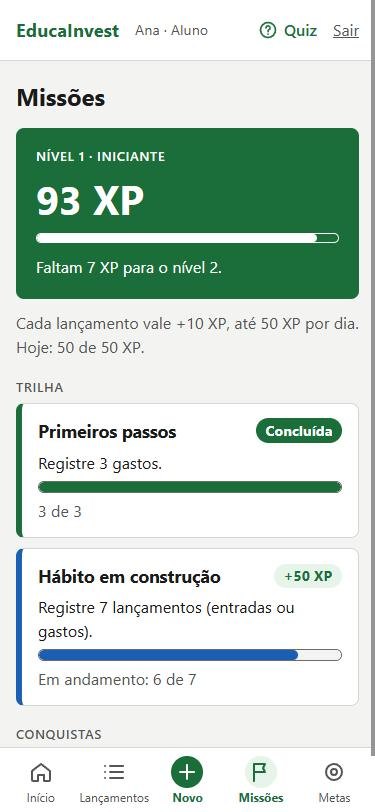 EducaInvest Ana · Aluno Quiz Sair
Missões
NÍVEL 1 · INICIANTE
93 XP
Faltam 7 XP para o nível 2.
Cada lançamento vale +10 XP, até 50 XP por dia.
Hoje: 50 de 50 XP.
TRILHA
Primeiros passos Concluída
Registre 3 gastos.
3 de 3
Hábito em construção +50 XP
Registre 7 lançamentos (entradas ou
gastos).
Em andamento: 6 de 7
CONQUISTAS
Início Lançamentos Novo Missões Metas